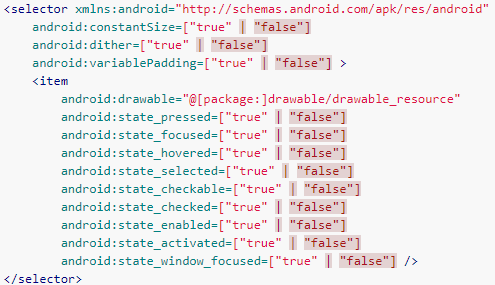 <selector xmlns:android="http://schemas.android.com/apk/res/android"
android:constantSize=["true" | "false"]
android:dither=["true" | "false"]
android:variablePadding=["true" | "false"] >
<item
android:drawable="@[package:]drawable/drawable_resource"
android:state_pressed=["true" | "false"]
android:state_focused=["true" | "false"]
android:state_hovered=["true" | "false"]
android:state_selected=["true" | "false"]
android:state_checkable=["true" | "false"]
android:state_checked=["true" | "false"]
android:state_enabled=["true" | "false"]
android:state_activated=["true" | "false"]
android:state_window_focused=["true" | "false"] />
</selector>